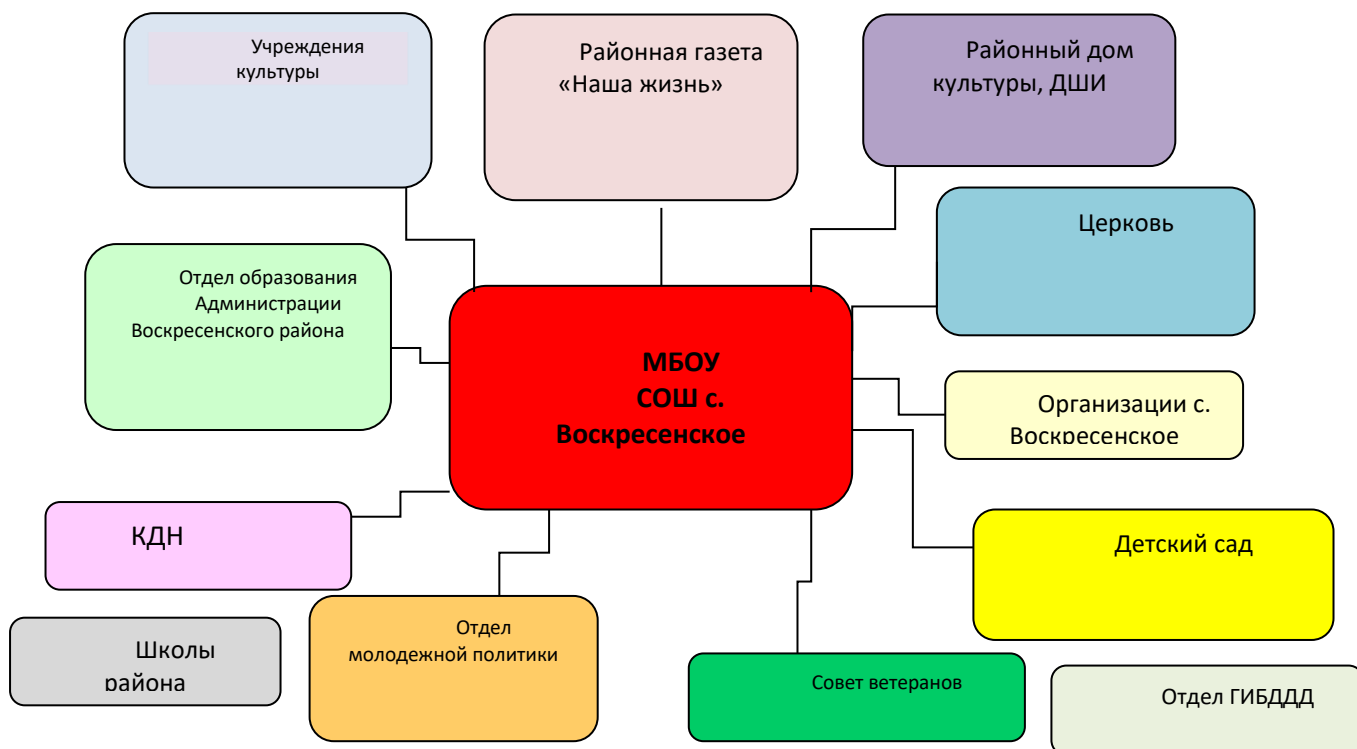 Учреждения
культуры
Районная газета
«Наша жизнь»
Районный дом
культуры, ДШИ
Церковь
Отдел образования
Администрации
Воскресенского района
МБОУ
СОШ с.
Воскресенское
Организации с.
Воскресенское
КДН
Детский сад
Школы
района
Отдел
молодежной политики
Совет ветеранов
Отдел ГИБДДД